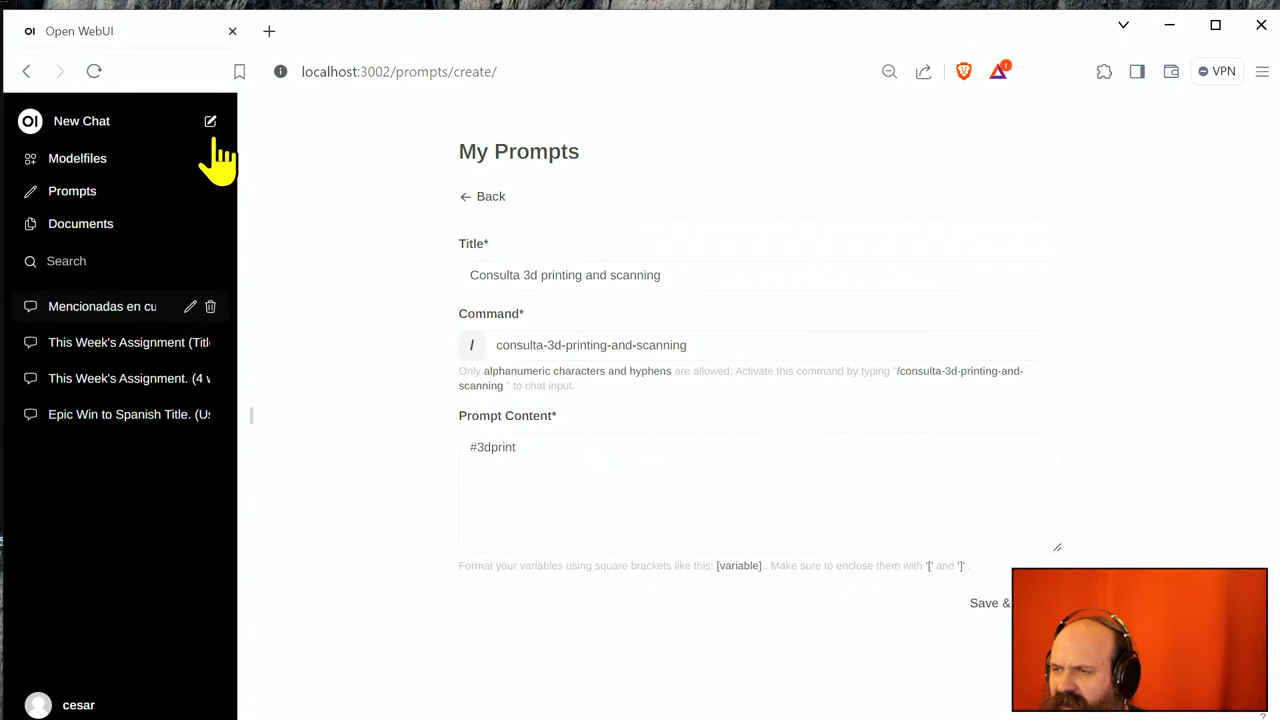 OI Open WebUI
localhost:3002/prompts/create/
1
VPN
OI New Chat
Modelfiles
Prompts
Documents
Search
Mencionadas en cu
This Week's Assignment (Titl
This Week's Assignment. (4 w
Epic Win to Spanish Title. (Us
cesar
My Prompts
Back
Title*
Consulta 3d printing and scanning
Command*
/ consulta-3d-printing-and-scanning
Only alphanumeric characters and hyphens are allowed; Activate this command by typing "/consulta-3d-printing-and-
scanning " to chat input.
Prompt Content*
#3dprint
Format your variables using square brackets like this: [variable] . Make sure to enclose them with '[' and ']' .
Save &
?